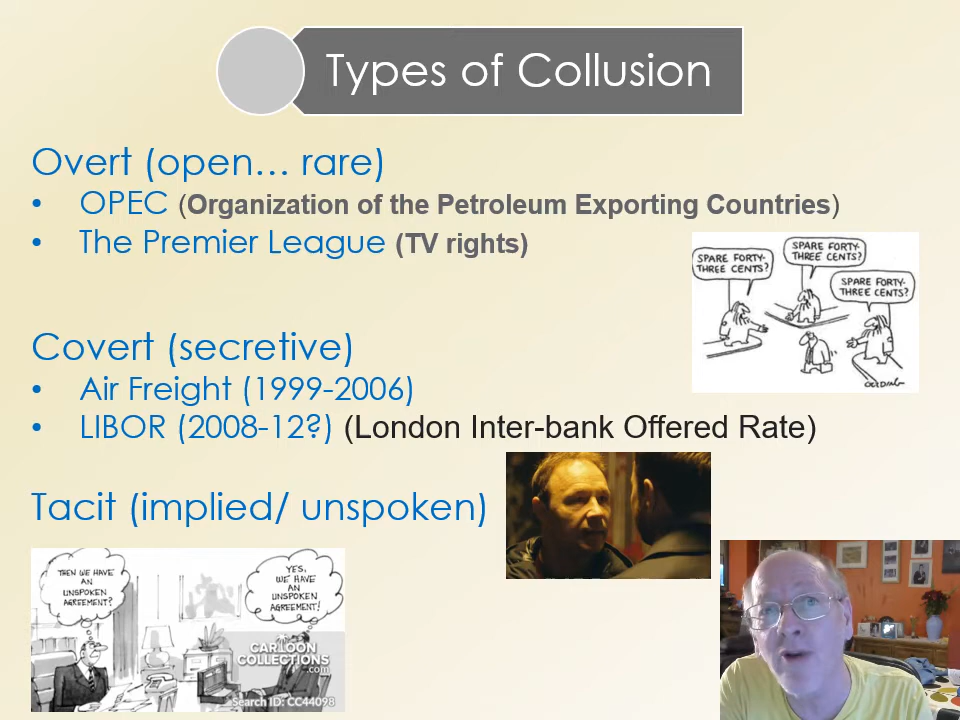 Types of Collusion
Overt (open… rare)
• OPEC (Organization of the Petroleum Exporting Countries)
• The Premier League (TV rights)
SPARE FORTY-
THREE CENTS?
SPARE FORTY-
THREE CENTS?
SPARE FORTY-
THREE CENTS?
Covert (secretive)
• Air Freight (1999-2006)
• LIBOR (2008-12?) (London Inter-bank Offered Rate)
Tacit (implied/ unspoken)
THEN WE HAVE
AN
UNSPOKEN
AGREEMENT?
YES,
WE HAVE
AN
UNSPOKEN
AGREEMENT!
CARTOON
COLLECTIONS
.com
Search ID: CC44098